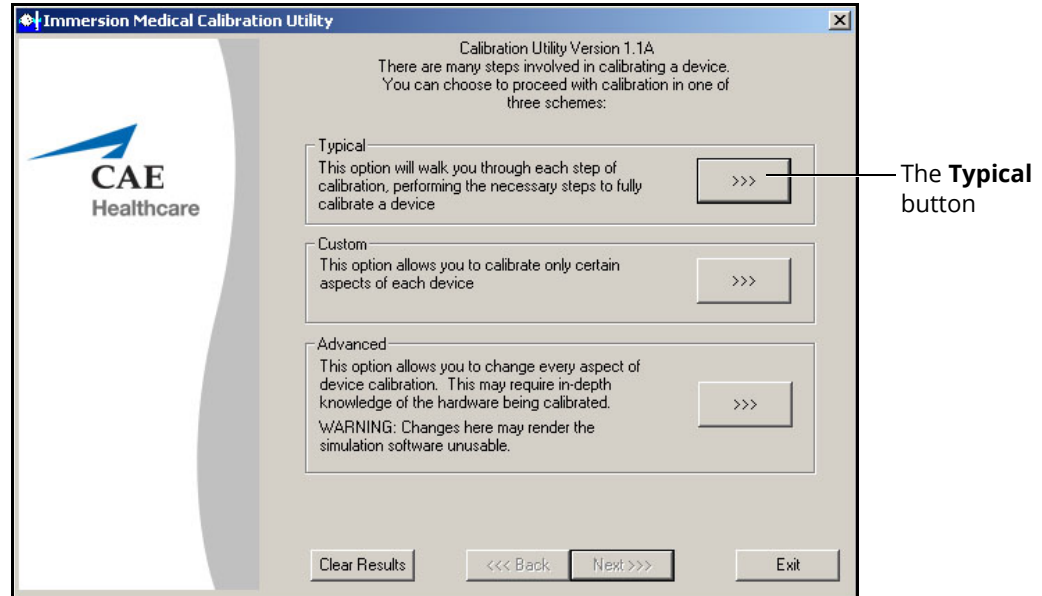 Immersion Medical Calibration Utility
Calibration Utility Version 1.1A
There are many steps involved in calibrating a device.
You can choose to proceed with calibration in one of
three schemes:
CAE
Healthcare
Typical
This option will walk you through each step of
calibration, performing the necessary steps to fully
calibrate a device
>>>
The Typical
button
Custom
This option allows you to calibrate only certain
aspects of each device
>>>
Advanced
This option allows you to change every aspect of
device calibration.  This may require in-depth
knowledge of the hardware being calibrated.
WARNING: Changes here may render the
simulation software unusable.
>>>
Clear Results
<<< Back
Next >>>
Exit